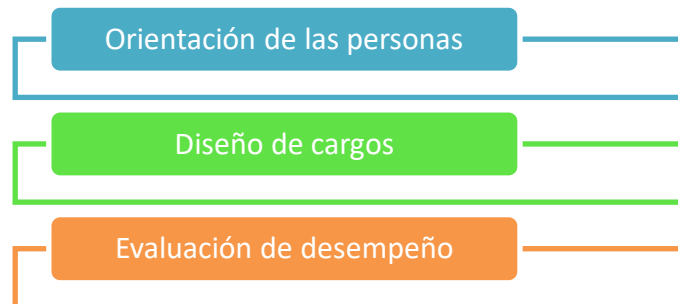 Orientación de las personas
Diseño de cargos
Evaluación de desempeño